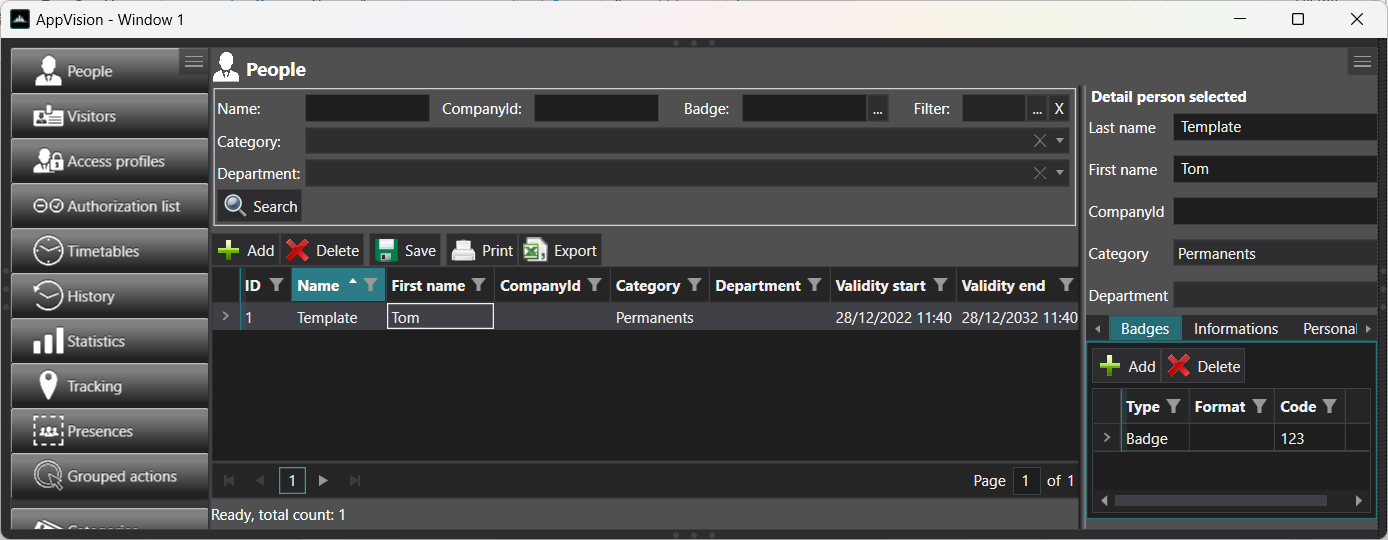 AppVision - Window 1
People
Visitors
Access profiles
Authorization list
Timetables
History
Statistics
Tracking
Presences
Grouped actions
Categories
People
Name: CompanyId: Badge: ... Filter: ... X
Category:
Department:
Search
Add Delete Save Print Export
ID Name First name CompanyId Category Department Validity start Validity end
1 Template Tom Permanents 28/12/2022 11:40 28/12/2032 11:40
1 Page 1 of 1
Ready, total count: 1
Detail person selected
Last name Template
First name Tom
CompanyId
Category Permanents
Department
Badges Informations Personal
Add Delete
Type Format Code
Badge 123